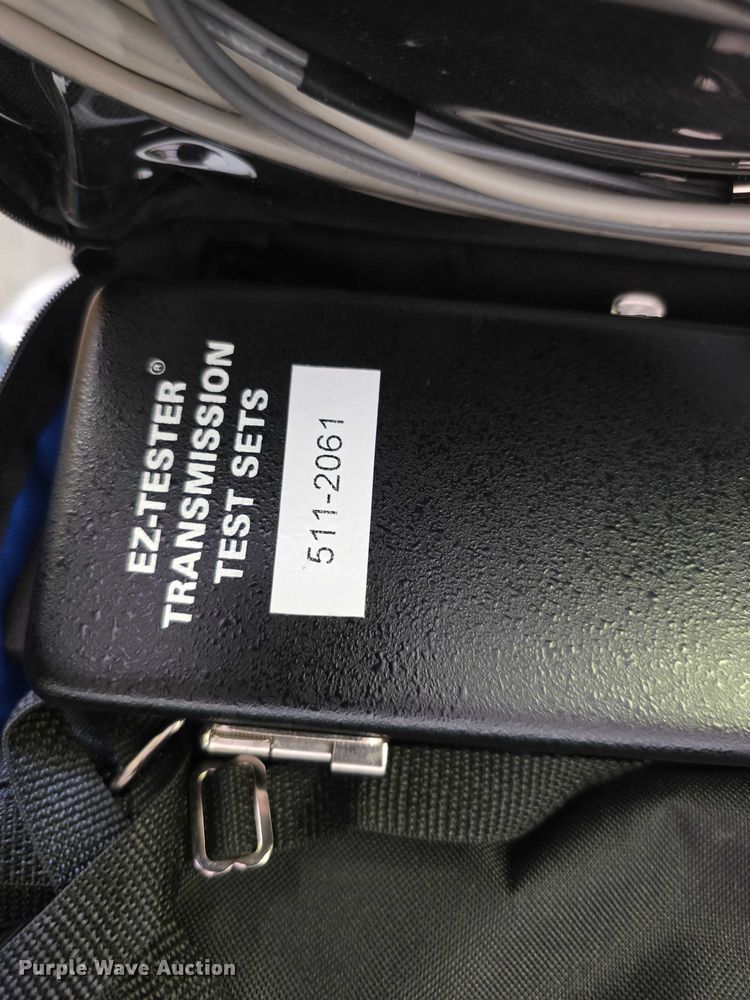 EZ-TESTER®
TRANSMISSION
TEST SETS
511-2061
Purple Wave Auction